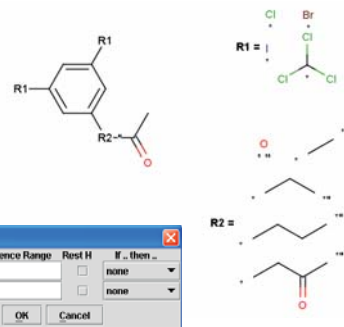 R1
R1
R2
O
R1 =
Cl
Br
Cl
Cl
Cl
R2 =
O
O
ence Range Rest H If .. then ..
none
none
OK Cancel